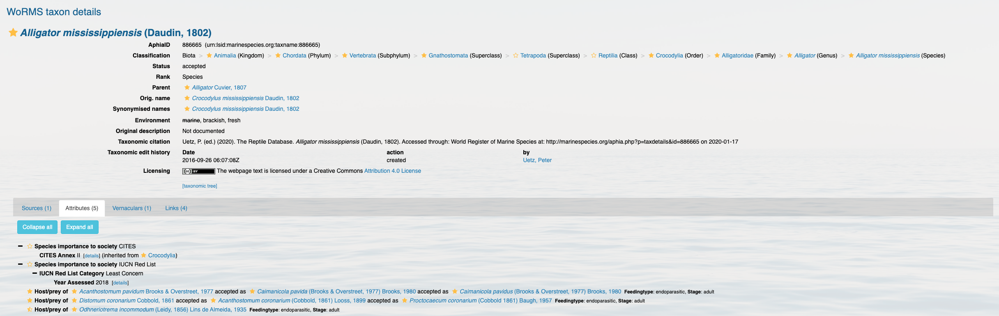 WoRMS taxon details
Alligator mississippiensis (Daudin, 1802)
AphiaID 886665 (urn:lsid:marinespecies.org:taxname:886665)
Classification Biota > Animalia (Kingdom) > Chordata (Phylum) > Vertebrata (Subphylum) > Gnathostomata (Superclass) > Tetrapoda (Superclass) > Reptilia (Class) > Crocodylia (Order) > Alligatoridae (Family) > Alligator (Genus) > Alligator mississippiensis (Species)
Status accepted
Rank Species
Parent Alligator Cuvier, 1807
Orig. name Crocodylus mississippiensis Daudin, 1802
Synonymised names Crocodylus mississippiensis Daudin, 1802
Environment marine, brackish, fresh
Original description Not documented
Taxonomic citation Uetz, P. (ed.) (2020). The Reptile Database. Alligator mississippiensis (Daudin, 1802). Accessed through: World Register of Marine Species at: http://marinespecies.org/aphia.php?p=taxdetails&id=886665 on 2020-01-17
Taxonomic edit history Date action by
2016-09-26 06:07:08Z created Uetz, Peter
Licensing (cc) BY The webpage text is licensed under a Creative Commons Attribution 4.0 License
[taxonomic tree]
Sources (1) Attributes (5) Vernaculars (1) Links (4)
Collapse all Expand all
Species importance to society CITES
CITES Annex II [details] (inherited from Crocodylia)
Species importance to society IUCN Red List
IUCN Red List Category Least Concern
Year Assessed 2018 [details]
Host/prey of Acanthostomum pavidum Brooks & Overstreet, 1977 accepted as Caimanicola pavida (Brooks & Overstreet, 1977) Brooks, 1980 accepted as Caimanicola pavidus (Brooks & Overstreet, 1977) Brooks, 1980 Feedingtype: endoparasitic, Stage: adult
Host/prey of Distomum coronarium Cobbold, 1861 accepted as Acanthostomum coronarium (Cobbold, 1861) Looss, 1899 accepted as Proctocaecum coronarium (Cobbold 1861) Baugh, 1957 Feedingtype: endoparasitic, Stage: adult
Host/prey of Odhneriotrema incommodum (Leidy, 1856) Lins de Almeida, 1935 Feedingtype: endoparasitic, Stage: adult